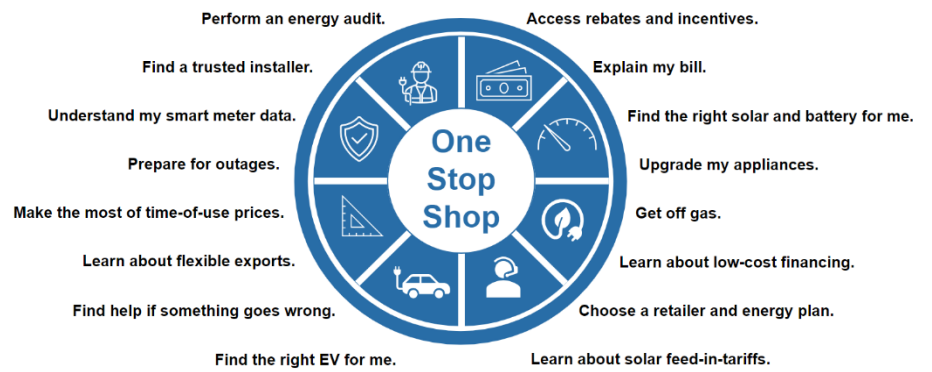 Perform an energy audit.
Access rebates and incentives.
Find a trusted installer.
Explain my bill.
Understand my smart meter data.
Find the right solar and battery for me.
Prepare for outages.
Upgrade my appliances.
Make the most of time-of-use prices.
Get off gas.
Learn about flexible exports.
Learn about low-cost financing.
Find help if something goes wrong.
Choose a retailer and energy plan.
Find the right EV for me.
Learn about solar feed-in-tariffs.
One
Stop
Shop